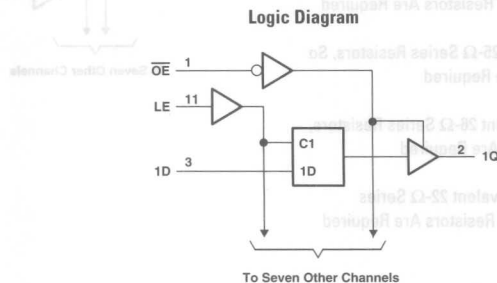 Logic Diagram
OE 1
LE 11
C1
1D 3
1D
2 1Q
To Seven Other Channels